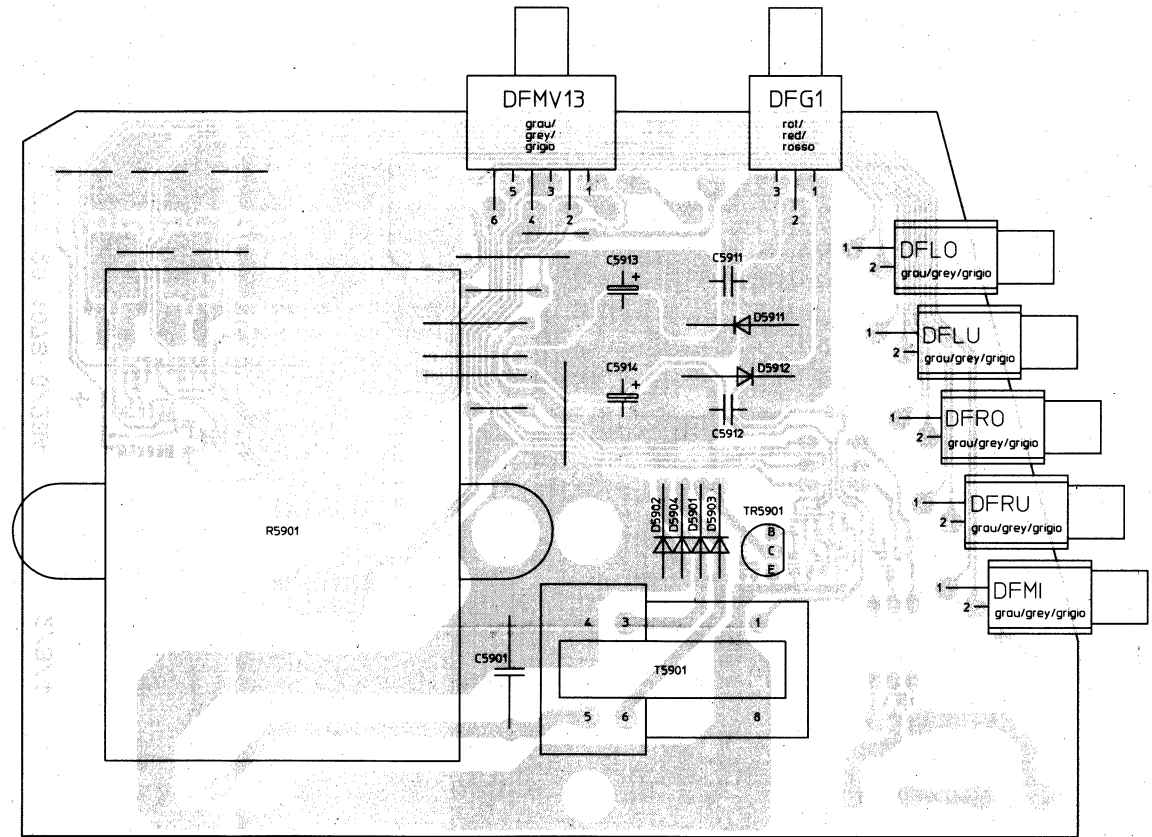 DFMV13
grau/
grey/
grigio
DFG1
rot/
red/
rosso
6 5 4 3 2 1
3 2 1
1
2
DFLO
grau/grey/grigio
C5913
+
C5911
D5911
1
2
DFLU
grau/grey/grigio
C5914
+
D5912
C5912
1
2
DFRO
grau/grey/grigio
D5902
D5904
D5901
D5903
TR5901
B
C
E
1
2
DFRU
grau/grey/grigio
R5901
1
2
DFMI
grau/grey/grigio
4 3 1
C5901
T5901
5 6 8